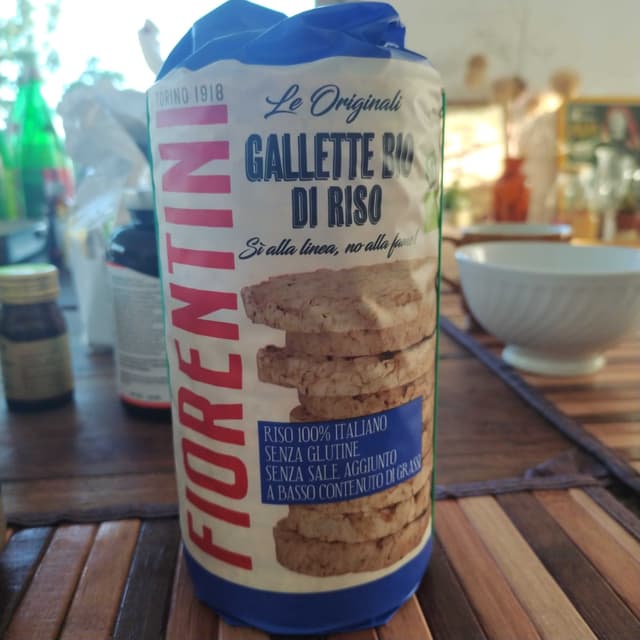 TORINO 1918
FIORENTINI
Le Originali
GALLETTE BIO
DI RISO
Sì alla linea, no alla fame!
RISO 100% ITALIANO
SENZA GLUTINE
SENZA SALE AGGIUNTO
A BASSO CONTENUTO DI GRASSI